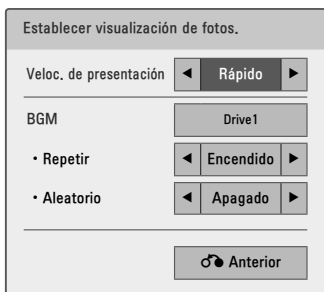 Establecer visualización de fotos.
Veloc. de presentación ◄ Rápido ►
BGM Drive1
• Repetir ◄ Encendido ►
• Aleatorio ◄ Apagado ►
Anterior